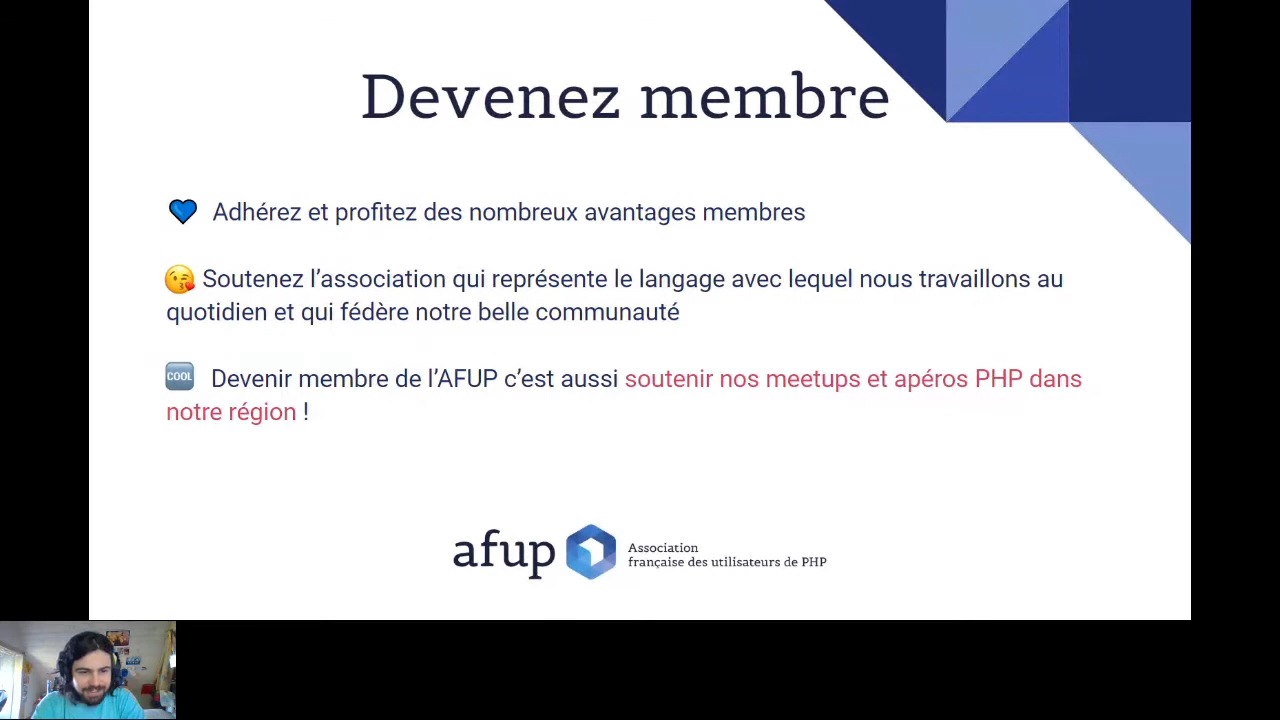 Devenez membre
💙 Adhérez et profitez des nombreux avantages membres
😘 Soutenez l’association qui représente le langage avec lequel nous travaillons au
quotidien et qui fédère notre belle communauté
COOL Devenir membre de l’AFUP c’est aussi soutenir nos meetups et apéros PHP dans
notre région !
afup
Association
française des utilisateurs de PHP